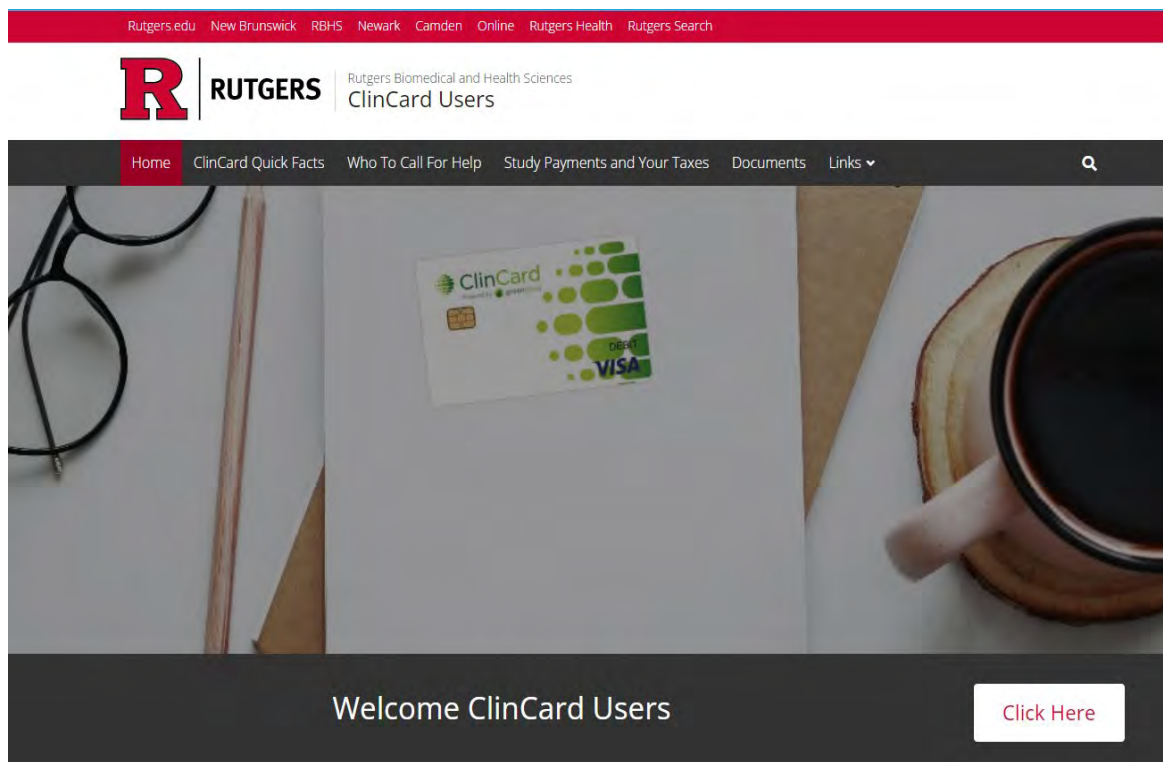 Rutgers.edu New Brunswick RBHS Newark Camden Online Rutgers Health Rutgers Search
R RUTGERS
Rutgers Biomedical and Health Sciences
ClinCard Users
Home ClinCard Quick Facts Who To Call For Help Study Payments and Your Taxes Documents Links
ClinCard
DEBIT
VISA
Welcome ClinCard Users
Click Here